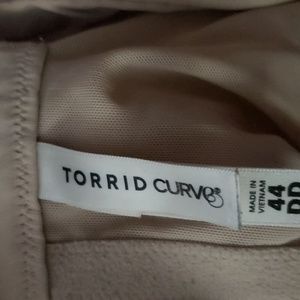 TORRID CURVE®
MADE IN
VIETNAM
44
DD